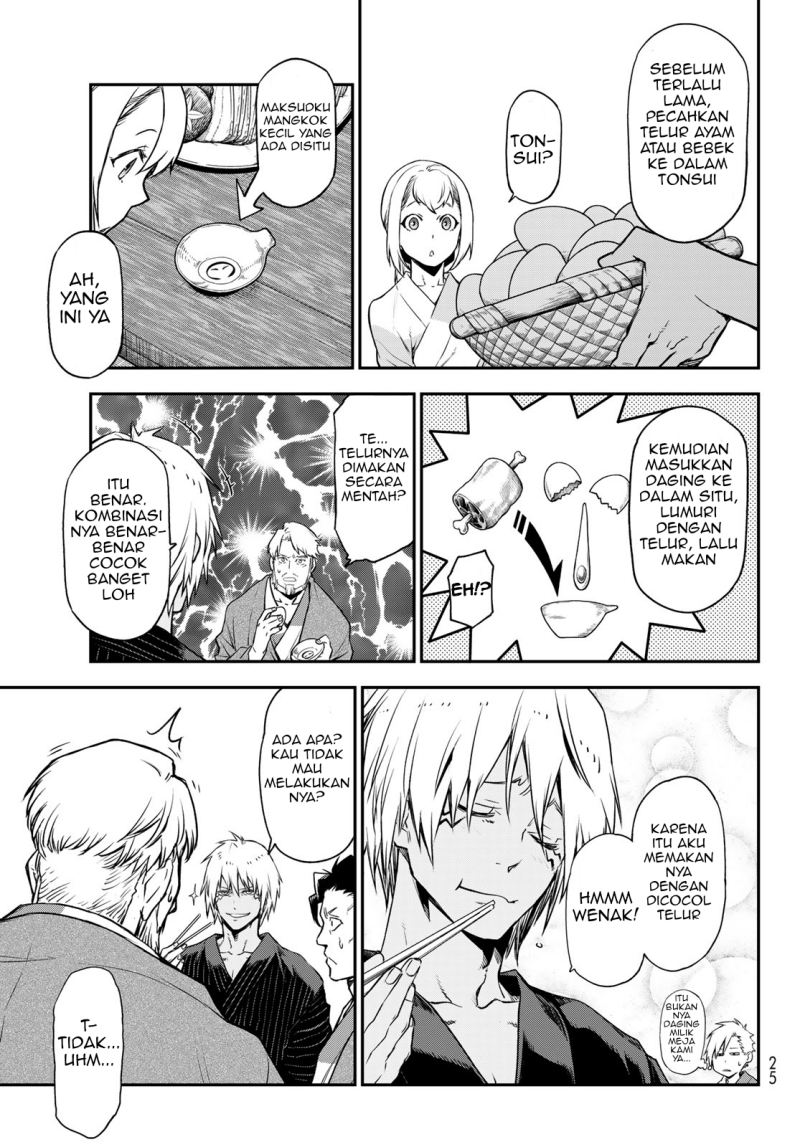 SEBELUM
TERLALU
LAMA,
PECAHKAN
TELUR AYAM
ATAU BEBEK
KE DALAM
TONSUI
TON-
SUI?
MAKSUDKU
MANGKOK
KECIL YANG
ADA DISITU
AH,
YANG
INI YA
KEMUDIAN
MASUKKAN
DAGING KE
DALAM SITU,
LUMURI
DENGAN
TELUR, LALU
MAKAN
EH!?
TE...
TELURNYA
DIMAKAN
SECARA
MENTAH?
ITU
BENAR.
KOMBINASI
NYA BENAR-
BENAR
COCOK
BANGET
LOH
KARENA
ITU AKU
MEMAKAN
NYA
DENGAN
DICOCOL
TELUR
HMMM
WENAK!
ITU
BUKAN
NYA
DAGING
MILIK
MEJA
KAMI
YA...
ADA APA?
KAU TIDAK
MAU
MELAKUKAN
NYA?
T-
TIDAK...
UHM...
25